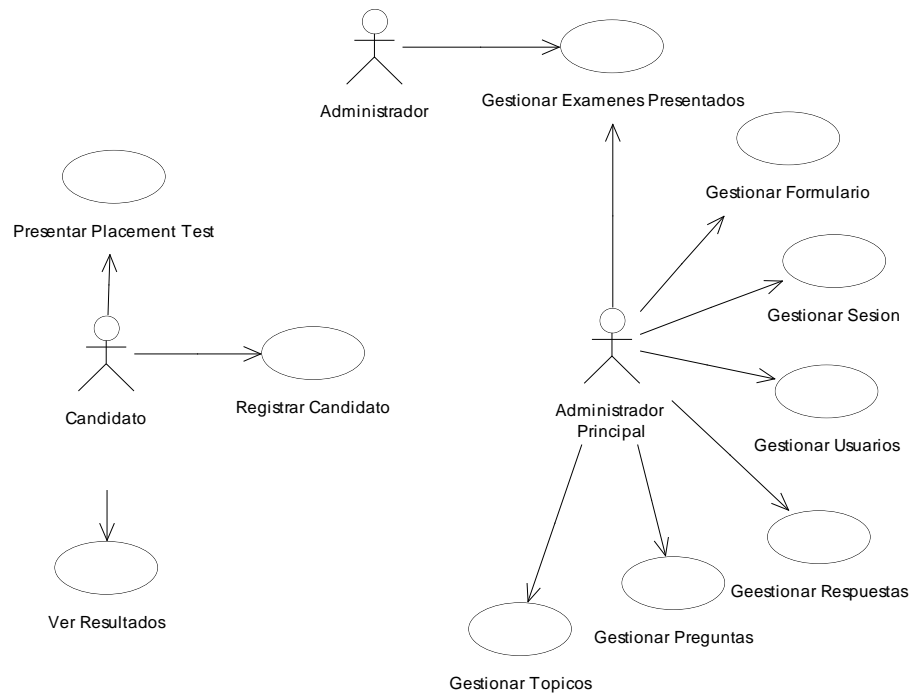 Administrador
Gestionar Examenes Presentados
Gestionar Formulario
Presentar Placement Test
Gestionar Sesion
Candidato
Registrar Candidato
Administrador
Principal
Gestionar Usuarios
Geestionar Respuestas
Ver Resultados
Gestionar Preguntas
Gestionar Topicos